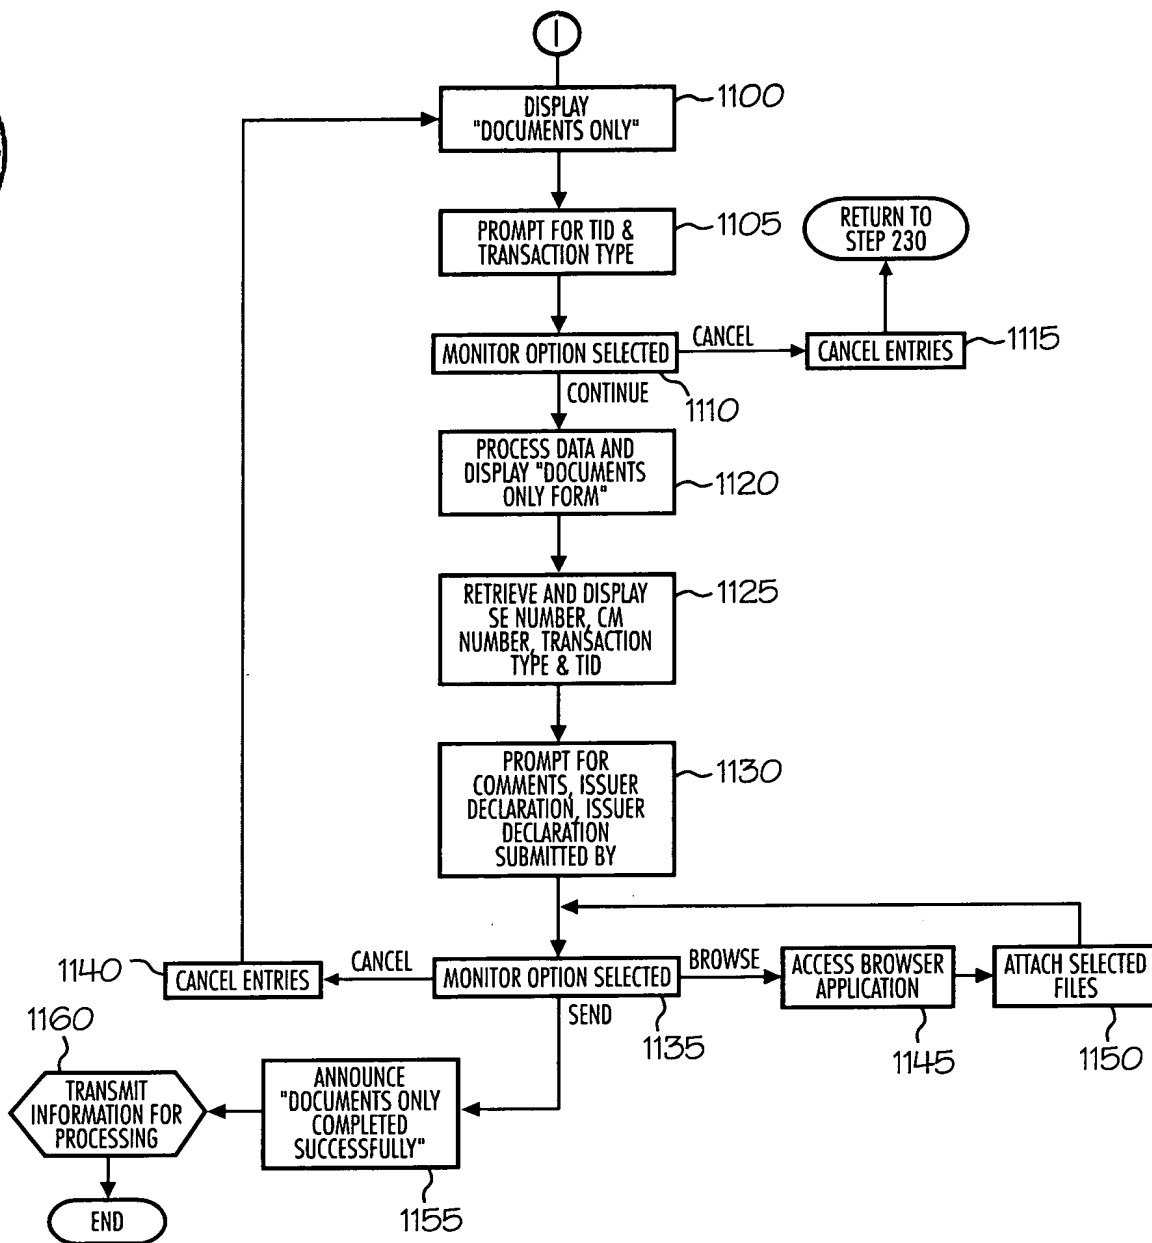 I
DISPLAY
"DOCUMENTS ONLY"
1100
PROMPT FOR TID &
TRANSACTION TYPE
1105
RETURN TO
STEP 230
MONITOR OPTION SELECTED
CANCEL
CANCEL ENTRIES
1115
1110
CONTINUE
PROCESS DATA AND
DISPLAY "DOCUMENTS
ONLY FORM"
1120
RETRIEVE AND DISPLAY
SE NUMBER, CM
NUMBER, TRANSACTION
TYPE & TID
1125
PROMPT FOR
COMMENTS, ISSUER
DECLARATION, ISSUER
DECLARATION
SUBMITTED BY
1130
1140
CANCEL ENTRIES
CANCEL
MONITOR OPTION SELECTED
BROWSE
ACCESS BROWSER
APPLICATION
ATTACH SELECTED
FILES
SEND
1135
1145
1150
1160
TRANSMIT
INFORMATION FOR
PROCESSING
ANNOUNCE
"DOCUMENTS ONLY
COMPLETED
SUCCESSFULLY"
1155
END